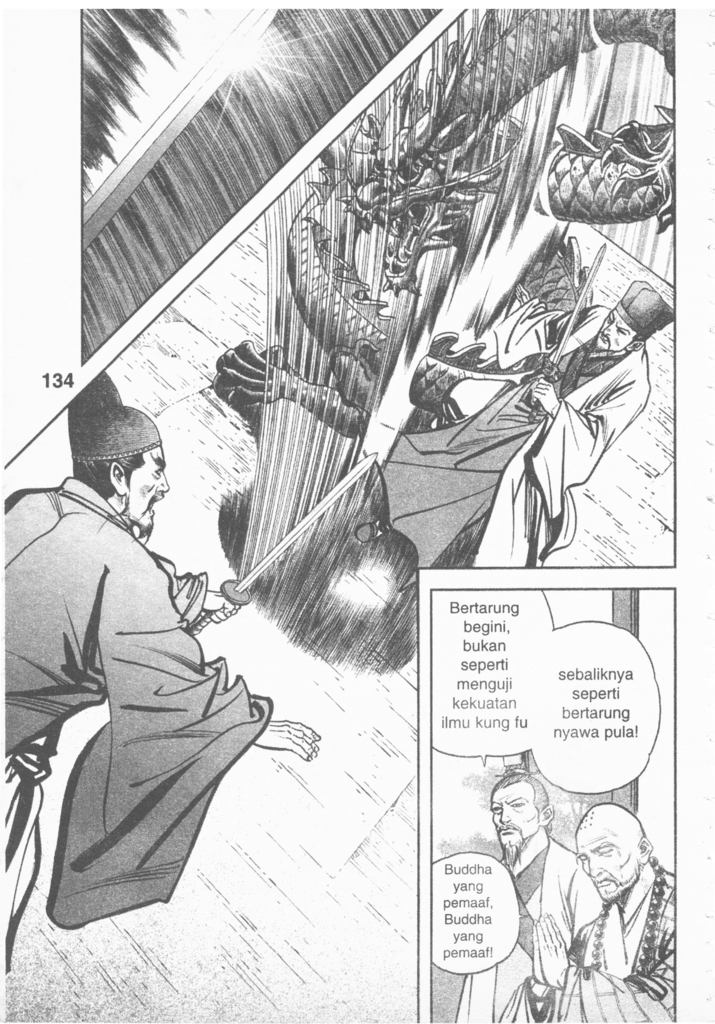 134
Bertarung
begini,
bukan
seperti
menguji
kekuatan
ilmu kung fu
sebaliknya
seperti
bertarung
nyawa pula!
Buddha
yang
pemaaf,
Buddha
yang
pemaaf!